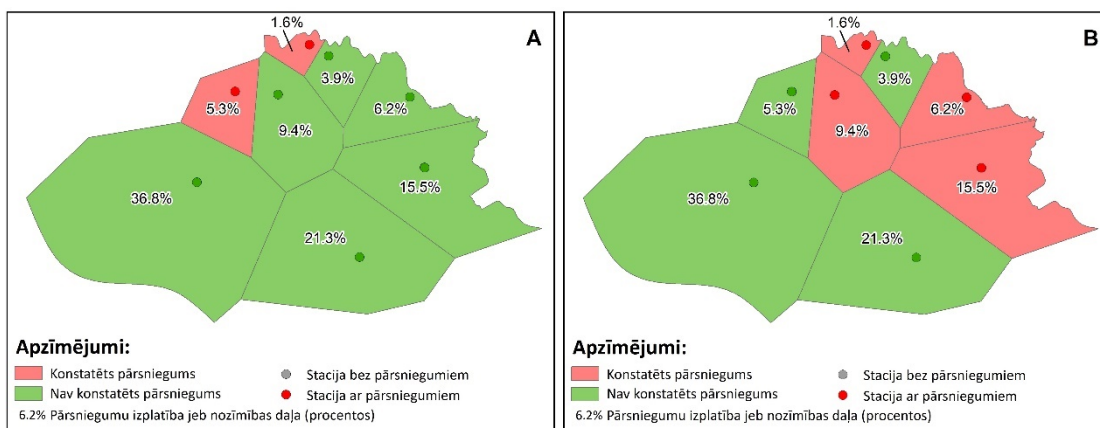 1.6%
A
3.9%
5.3%
6.2%
9.4%
15.5%
36.8%
21.3%
Apzīmējumi:
Konstatēts pārsniegums
Stacija bez pārsniegumiem
Nav konstatēts pārsniegums
Stacija ar pārsniegumiem
6.2% Pārsniegumu izplatība jeb nozīmības daļa (procentos)
1.6%
B
3.9%
5.3%
6.2%
9.4%
15.5%
36.8%
21.3%
Apzīmējumi:
Konstatēts pārsniegums
Stacija bez pārsniegumiem
Nav konstatēts pārsniegums
Stacija ar pārsniegumiem
6.2% Pārsniegumu izplatība jeb nozīmības daļa (procentos)